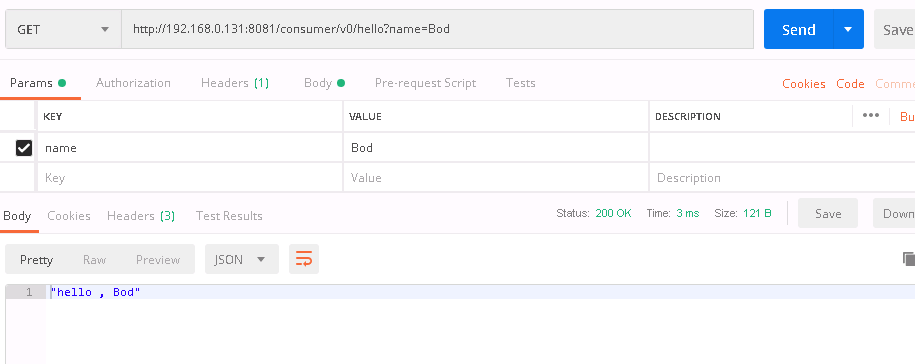 GET http://192.168.0.131:8081/consumer/v0/hello?name=Bod Send Save
Params Authorization Headers (1) Body Pre-request Script Tests Cookies Code Comme
KEY VALUE DESCRIPTION ••• Bu
name Bod
Key Value Description
Body Cookies Headers (3) Test Results Status: 200 OK Time: 3 ms Size: 121 B Save Down
Pretty Raw Preview JSON
1 "hello , Bod"